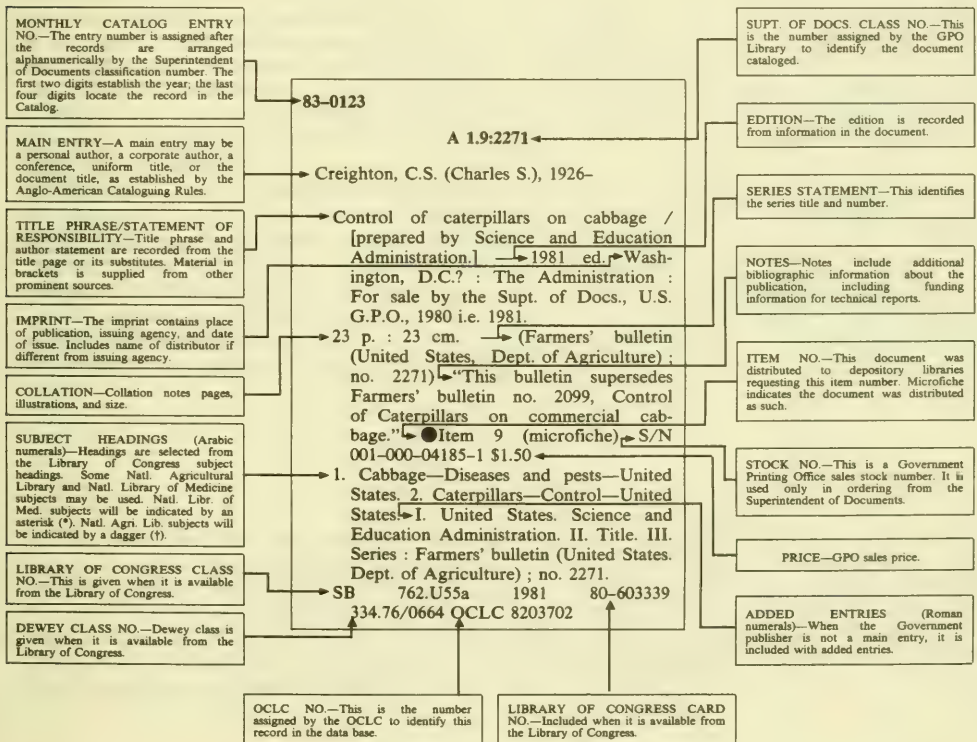 MONTHLY CATALOG ENTRY
NO.—The entry number is assigned after
the records are arranged
alphanumerically by the Superintendent
of Documents classification number. The
first two digits establish the year; the last
four digits locate the record in the
Catalog.
MAIN ENTRY—A main entry may be
a personal author, a corporate author, a
conference, uniform title, or the
document title, as established by the
Anglo-American Cataloguing Rules.
TITLE PHRASE/STATEMENT OF
RESPONSIBILITY—Title phrase and
author statement are recorded from the
title page or its substitutes. Material in
brackets is supplied from other
prominent sources.
IMPRINT—The imprint contains place
of publication, issuing agency, and date
of issue. Includes name of distributor if
different from issuing agency.
COLLATION—Collation notes pages,
illustrations, and size.
SUBJECT HEADINGS (Arabic
numerals)—Headings are selected from
the Library of Congress subject
headings. Some Natl. Agricultural
Library and Natl. Library of Medicine
subjects may be used. Natl. Libr. of
Med. subjects will be indicated by an
asterisk (*). Natl. Agri. Lib. subjects will
be indicated by a dagger (†).
LIBRARY OF CONGRESS CLASS
NO.—This is given when it is available
from the Library of Congress.
DEWEY CLASS NO.—Dewey class is
given when it is available from the
Library of Congress.
83-0123
A 1.9:2271
Creighton, C.S. (Charles S.), 1926–
Control of caterpillars on cabbage /
[prepared by Science and Education
Administration.] 1981 ed. Wash-
ington, D.C.? : The Administration :
For sale by the Supt. of Docs., U.S.
G.P.O., 1980 i.e. 1981.
23 p. : 23 cm. (Farmers' bulletin
(United States, Dept. of Agriculture) ;
no. 2271) "This bulletin supersedes
Farmers' bulletin no. 2099, Control
of Caterpillars on commercial cab-
bage." ●Item 9 (microfiche) S/N
001-000-04185-1 $1.50
1. Cabbage—Diseases and pests—United
States. 2. Caterpillars—Control—United
States. I. United States. Science and
Education Administration. II. Title. III.
Series : Farmers' bulletin (United States.
Dept. of Agriculture) ; no. 2271.
SB 762.U55a 1981 80-603339
334.76/0664 OCLC 8203702
SUPT. OF DOCS. CLASS NO.—This
is the number assigned by the GPO
Library to identify the document
cataloged.
EDITION—The edition is recorded
from information in the document.
SERIES STATEMENT—This identifies
the series title and number.
NOTES—Notes include additional
bibliographic information about the
publication, including funding
information for technical reports.
ITEM NO.—This document was
distributed to depository libraries
requesting this item number. Microfiche
indicates the document was distributed
as such.
STOCK NO.—This is a Government
Printing Office sales stock number. It is
used only in ordering from the
Superintendent of Documents.
PRICE—GPO sales price.
ADDED ENTRIES (Roman
numerals)—When the Government
publisher is not a main entry, it is
included with added entries.
OCLC NO.—This is the number
assigned by the OCLC to identify this
record in the data base.
LIBRARY OF CONGRESS CARD
NO.—Included when it is available from
the Library of Congress.